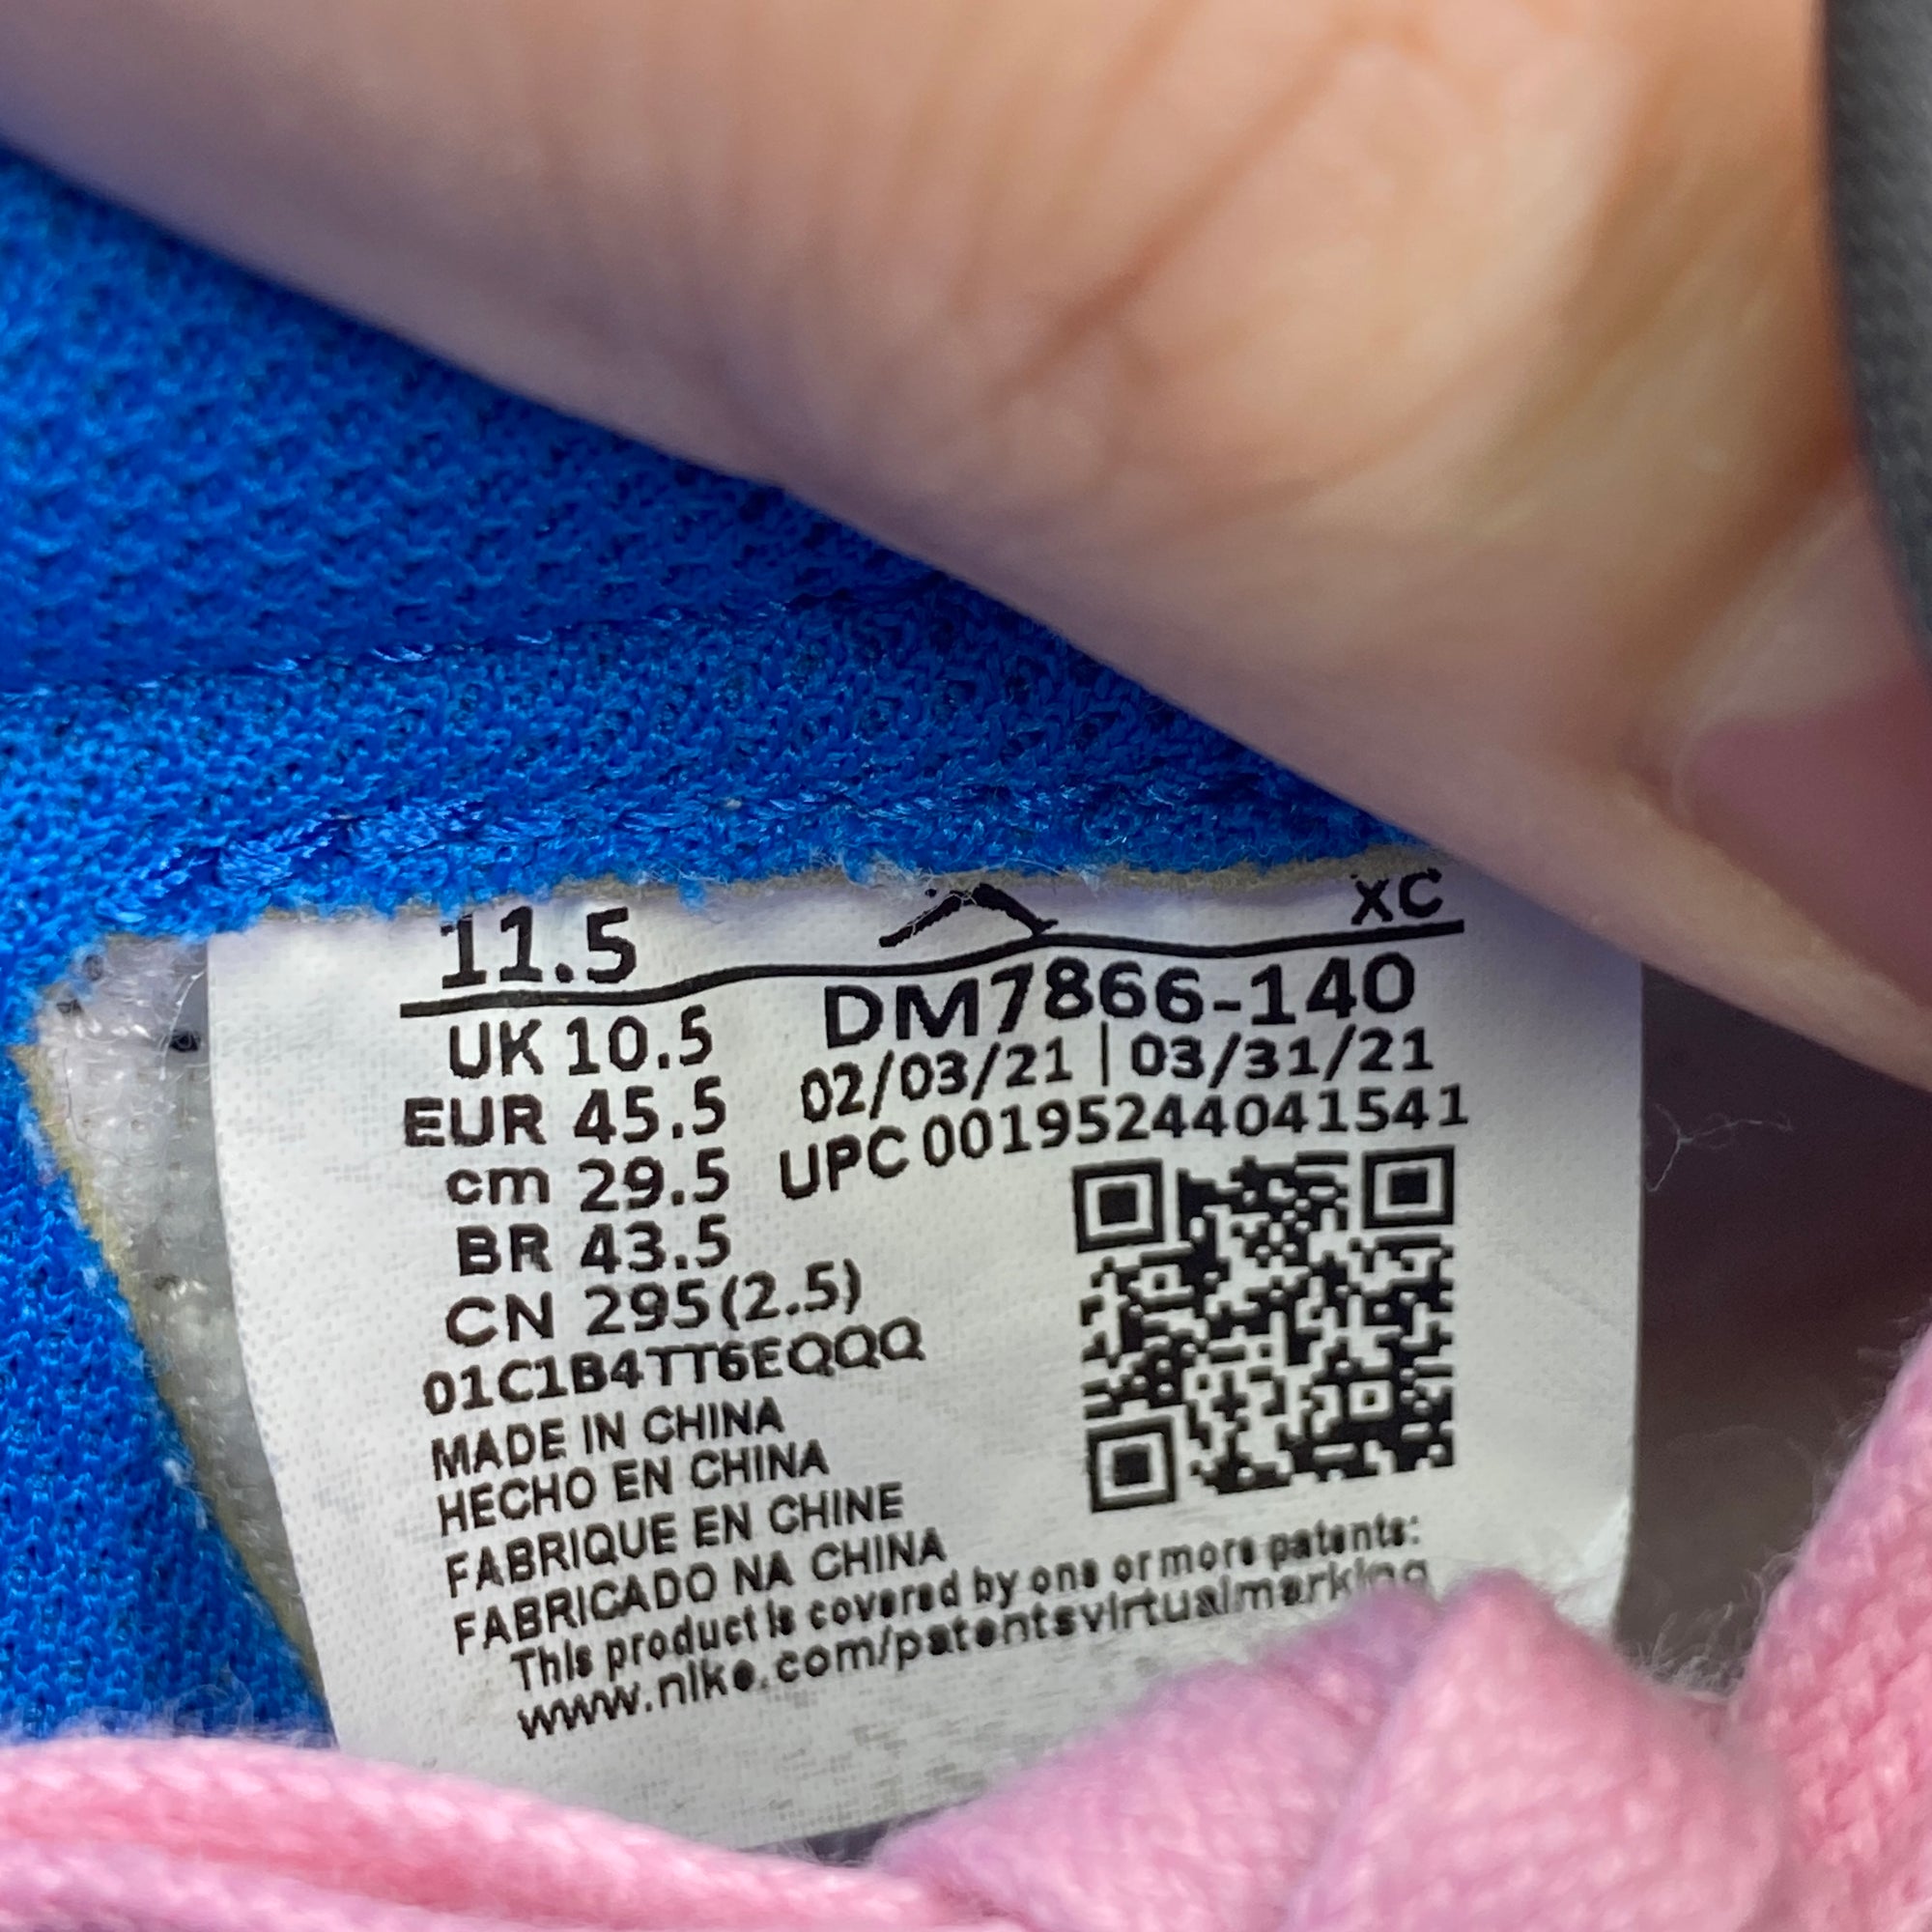 11.5 XC
UK 10.5 DM7866-140
EUR 45.5 02/03/21 | 03/31/21
cm 29.5 UPC 00195244041541
BR 43.5
CN 295(2.5)
01C1B4TT6EQQQ
MADE IN CHINA
HECHO EN CHINA
FABRIQUE EN CHINE
FABRICADO NA CHINA
This product is covered by one or more patents:
www.nike.com/patentsvirtualmarking